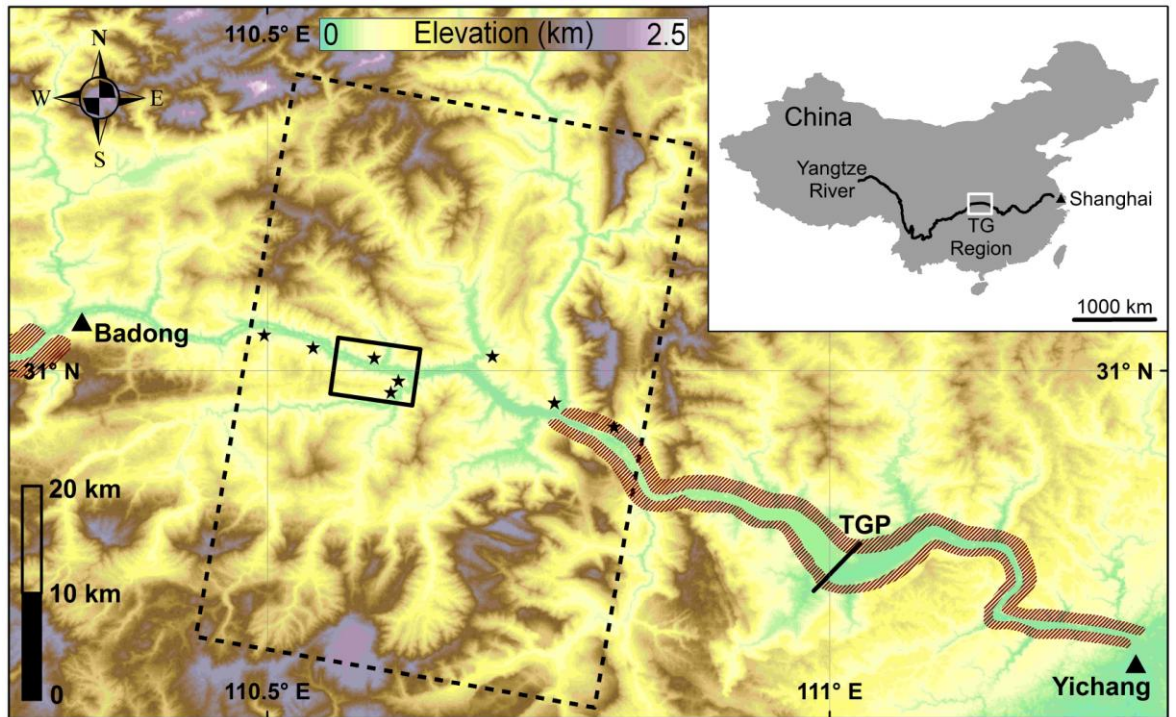 110.5° E
0 Elevation (km) 2.5
N
W E
S
China
Yangtze
River
Shanghai
TG
Region
1000 km
Badong
31° N
31° N
20 km
10 km
0
TGP
110.5° E
111° E
Yichang